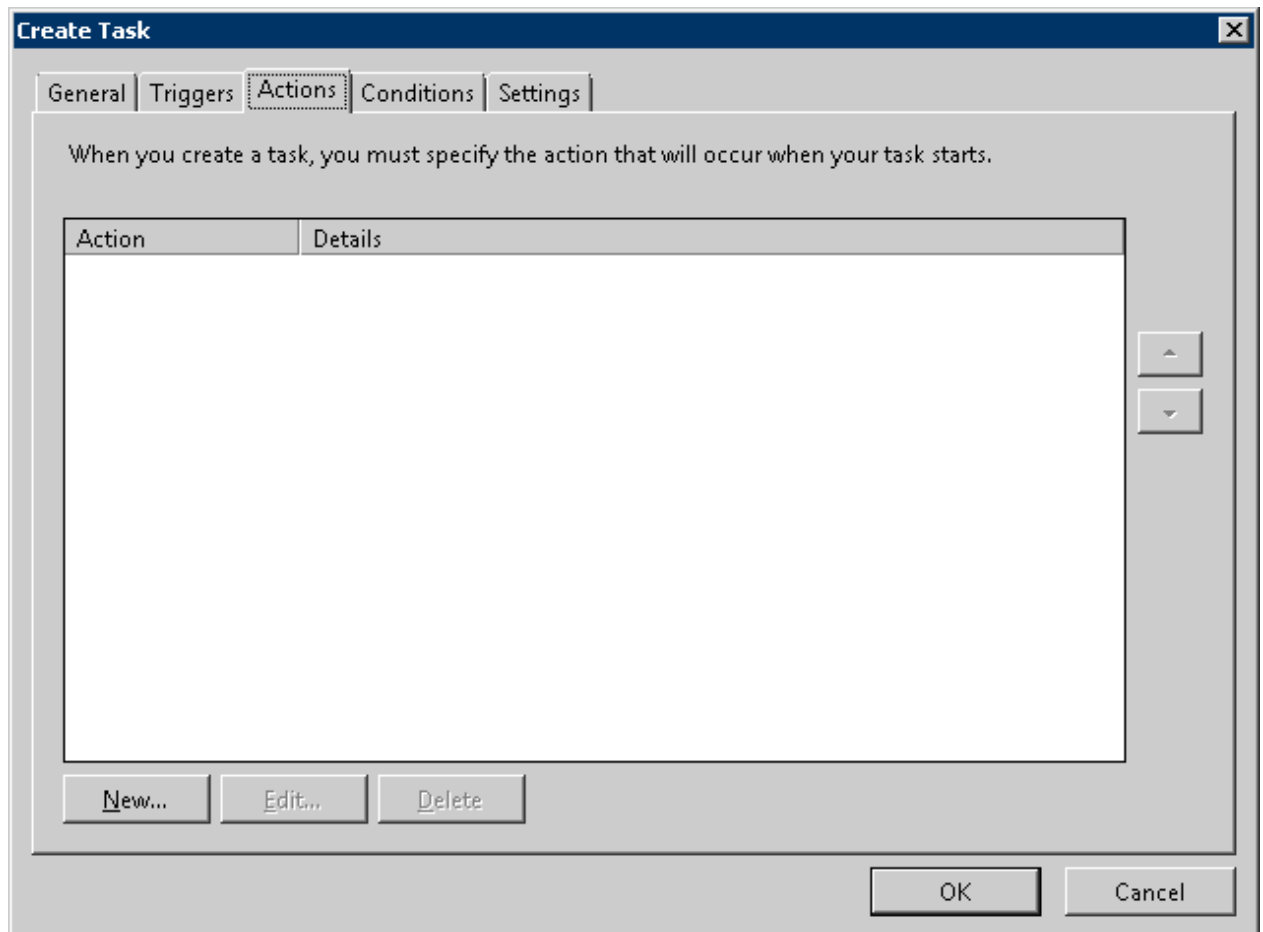 Create Task
General Triggers Actions Conditions Settings
When you create a task, you must specify the action that will occur when your task starts.
Action Details
New... Edit... Delete
OK Cancel